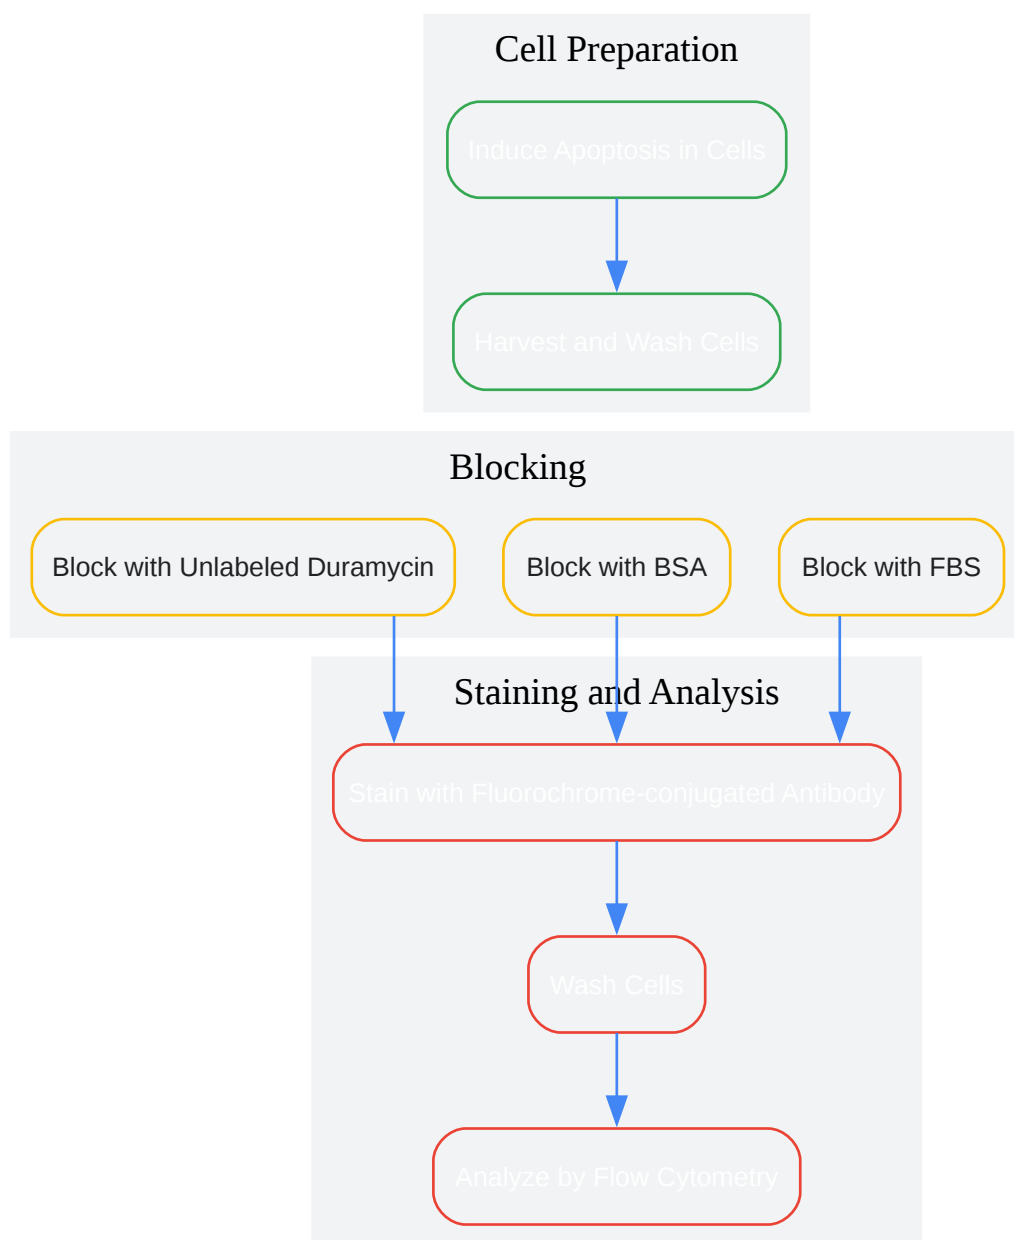 Cell Preparation
Induce Apoptosis in Cells
Harvest and Wash Cells
Blocking
Block with Unlabeled Duramycin
Block with BSA
Block with FBS
Staining and Analysis
Stain with Fluorochrome-conjugated Antibody
Wash Cells
Analyze by Flow Cytometry